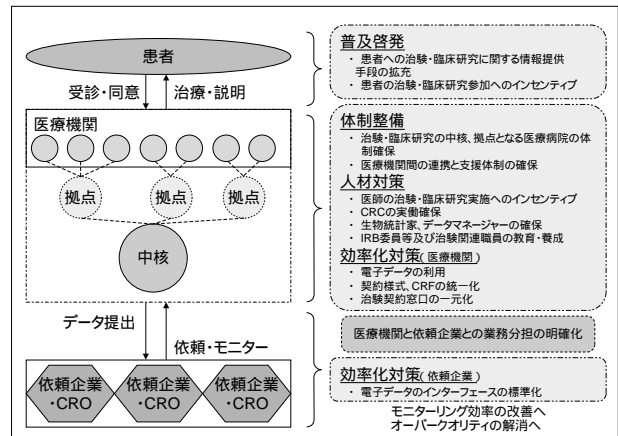 患者
受診・同意
治療・説明
医療機関
拠点
拠点
拠点
中核
データ提出
依頼・モニター
依頼企業
・CRO
依頼企業
・CRO
依頼企業
・CRO
普及啓発
・ 患者への治験・臨床研究に関する情報提供
手段の拡充
・ 患者の治験・臨床研究参加へのインセンティブ
体制整備
・ 治験・臨床研究の中核、拠点となる医療病院の体
制確保
・ 医療機関間の連携と支援体制の確保
人材対策
・ 医師の治験・臨床研究実施へのインセンティブ
・ CRCの実働確保
・ 生物統計家、データマネージャーの確保
・ IRB委員等及び治験関連職員の教育・養成
効率化対策(医療機関)
・ 電子データの利用
・ 契約様式、CRFの統一化
・ 治験契約窓口の一元化
医療機関と依頼企業との業務分担の明確化
効率化対策(依頼企業)
・ 電子データのインターフェースの標準化
モニターリング効率の改善へ
オーバークオリティの解消へ